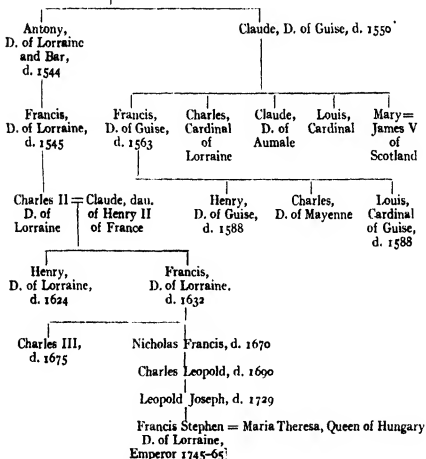 Antony,
D. of Lorraine
and Bar,
d. 1544
Claude, D. of Guise, d. 1550
Francis,
D. of Lorraine,
d. 1545
Francis,
D. of Guise,
d. 1563
Charles,
Cardinal
of
Lorraine
Claude,
D. of
Aumale
Louis,
Cardinal
Mary=
James V
of
Scotland
Charles II = Claude, dau.
D. of
Lorraine
of Henry II
of France
Henry,
D. of Guise,
d. 1588
Charles,
D. of Mayenne
Louis,
Cardinal
of Guise,
d. 1588
Henry,
D. of Lorraine,
d. 1624
Francis,
D. of Lorraine.
d. 1632
Charles III,
d. 1675
Nicholas Francis, d. 1670
Charles Leopold, d. 1690
Leopold Joseph, d. 1729
Francis Stephen = Maria Theresa, Queen of Hungary
D. of Lorraine,
Emperor 1745-65]